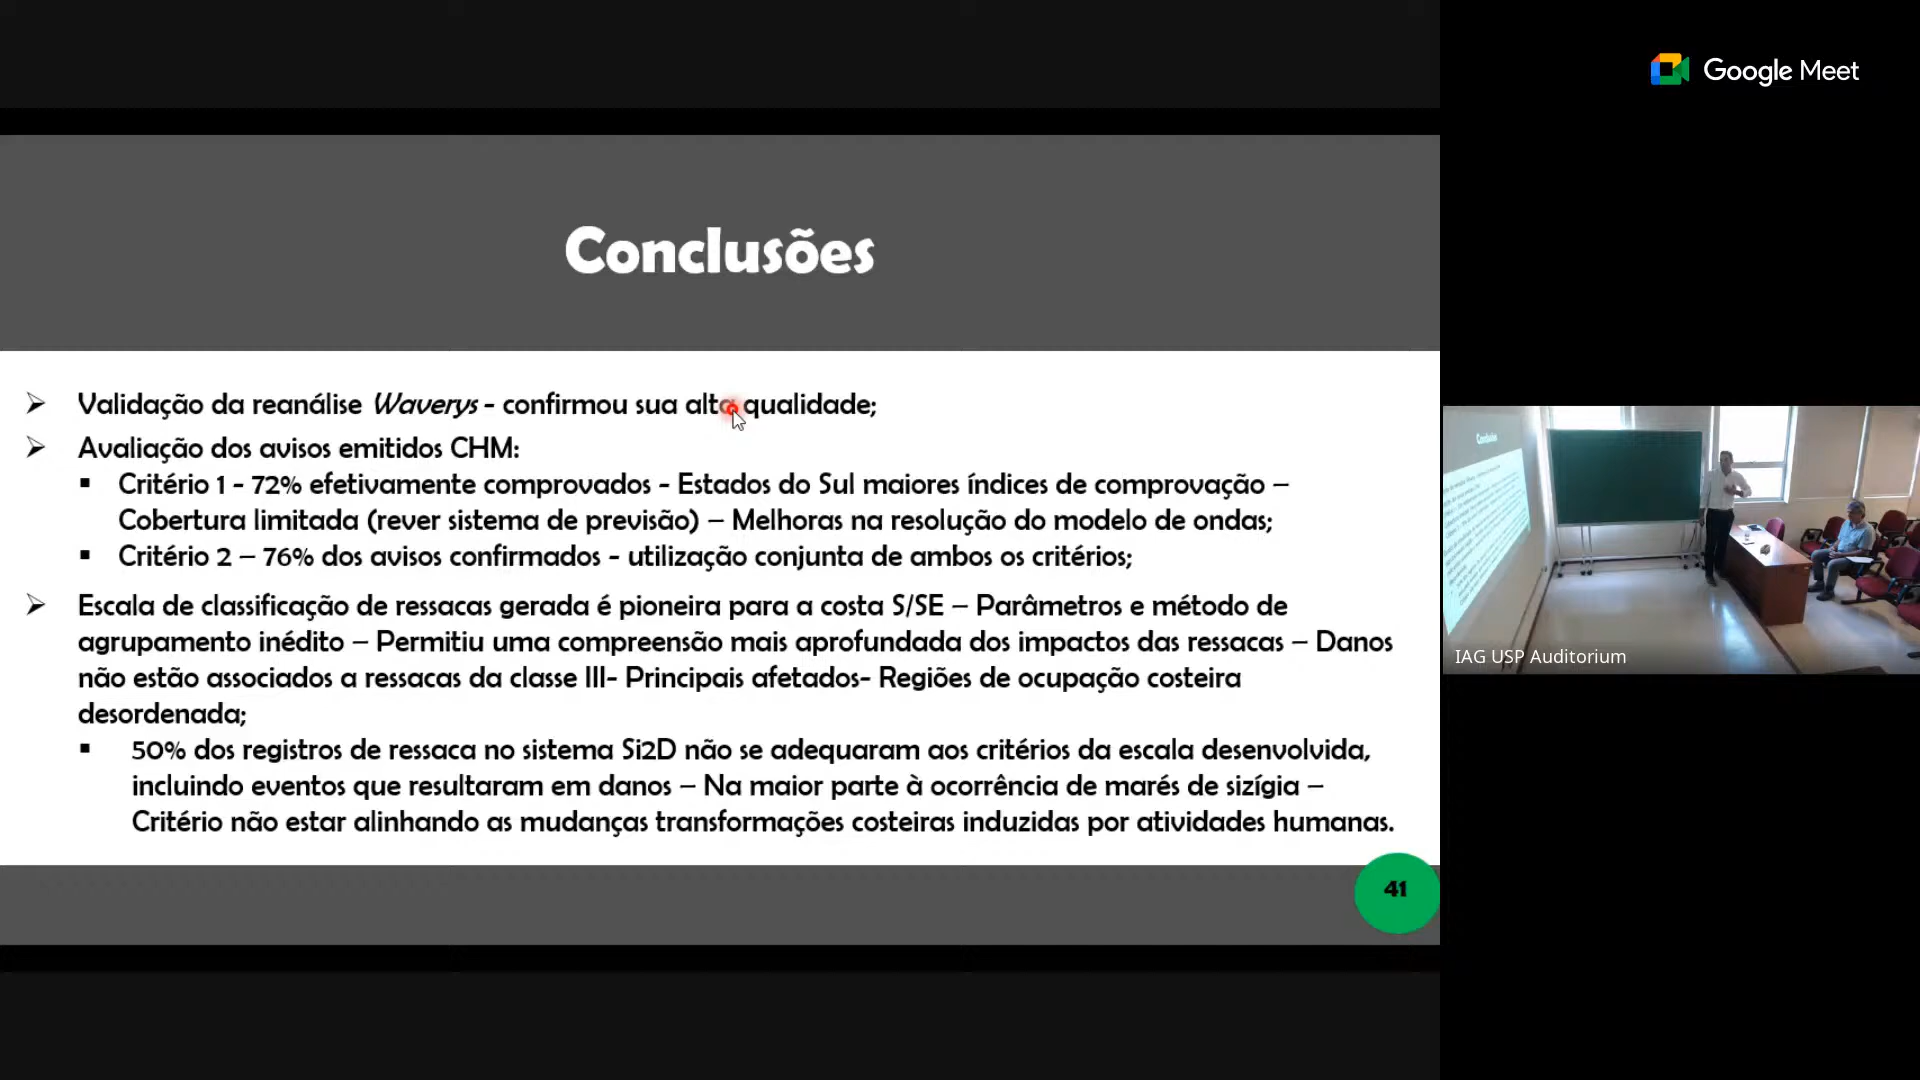 Google Meet
Conclusões
Validação da reanálise Waverys - confirmou sua alta qualidade;
Avaliação dos avisos emitidos CHM:
Critério 1 - 72% efetivamente comprovados - Estados do Sul maiores índices de comprovação –
Cobertura limitada (rever sistema de previsão) – Melhoras na resolução do modelo de ondas;
Critério 2 – 76% dos avisos confirmados - utilização conjunta de ambos os critérios;
Escala de classificação de ressacas gerada é pioneira para a costa S/SE – Parâmetros e método de
agrupamento inédito – Permitiu uma compreensão mais aprofundada dos impactos das ressacas – Danos
não estão associados a ressacas da classe III- Principais afetados- Regiões de ocupação costeira
desordenada;
50% dos registros de ressaca no sistema Si2D não se adequaram aos critérios da escala desenvolvida,
incluindo eventos que resultaram em danos – Na maior parte à ocorrência de marés de sizígia –
Critério não estar alinhando as mudanças transformações costeiras induzidas por atividades humanas.
41
Conclusões
IAG USP Auditorium